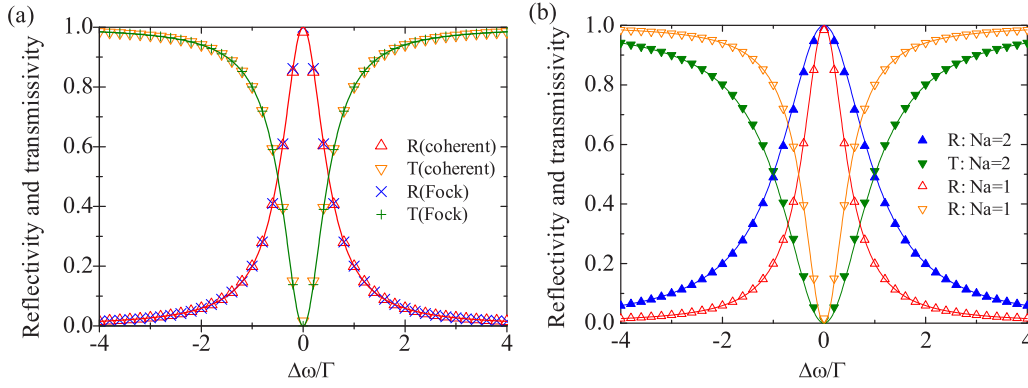 (a)
Reflectivity and transmissivity
1.0
0.8
0.6
0.4
0.2
0.0
-4
-2
0
2
4
Δω/Γ
R(coherent)
T(coherent)
R(Fock)
T(Fock)
(b)
Reflectivity and transmissivity
1.0
0.8
0.6
0.4
0.2
0.0
-4
-2
0
2
4
Δω/Γ
R: Na=2
T: Na=2
R: Na=1
R: Na=1